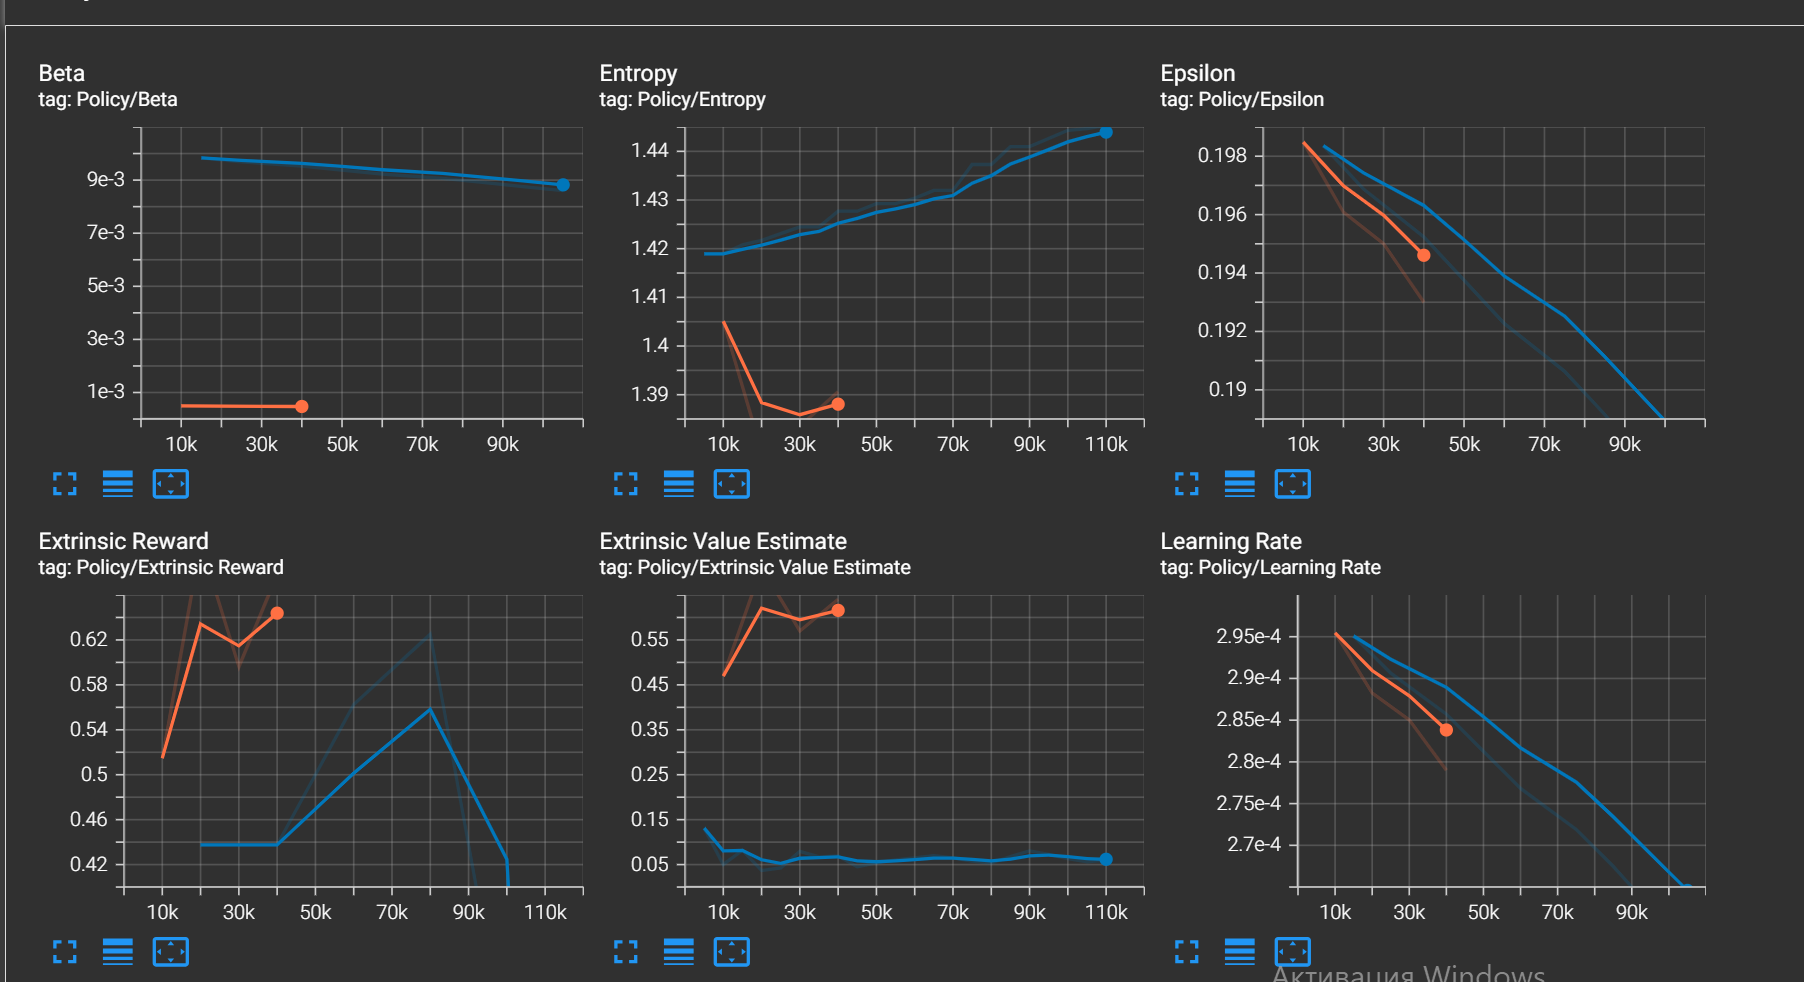 Beta
tag: Policy/Beta
9e-3
7e-3
5e-3
3e-3
1e-3
10k 30k 50k 70k 90k
Entropy
tag: Policy/Entropy
1.44
1.43
1.42
1.41
1.4
1.39
10k 30k 50k 70k 90k 110k
Epsilon
tag: Policy/Epsilon
0.198
0.196
0.194
0.192
0.19
10k 30k 50k 70k 90k
Extrinsic Reward
tag: Policy/Extrinsic Reward
0.62
0.58
0.54
0.5
0.46
0.42
10k 30k 50k 70k 90k 110k
Extrinsic Value Estimate
tag: Policy/Extrinsic Value Estimate
0.55
0.45
0.35
0.25
0.15
0.05
10k 30k 50k 70k 90k 110k
Learning Rate
tag: Policy/Learning Rate
2.95e-4
2.9e-4
2.85e-4
2.8e-4
2.75e-4
2.7e-4
10k 30k 50k 70k 90k
Активация Windows